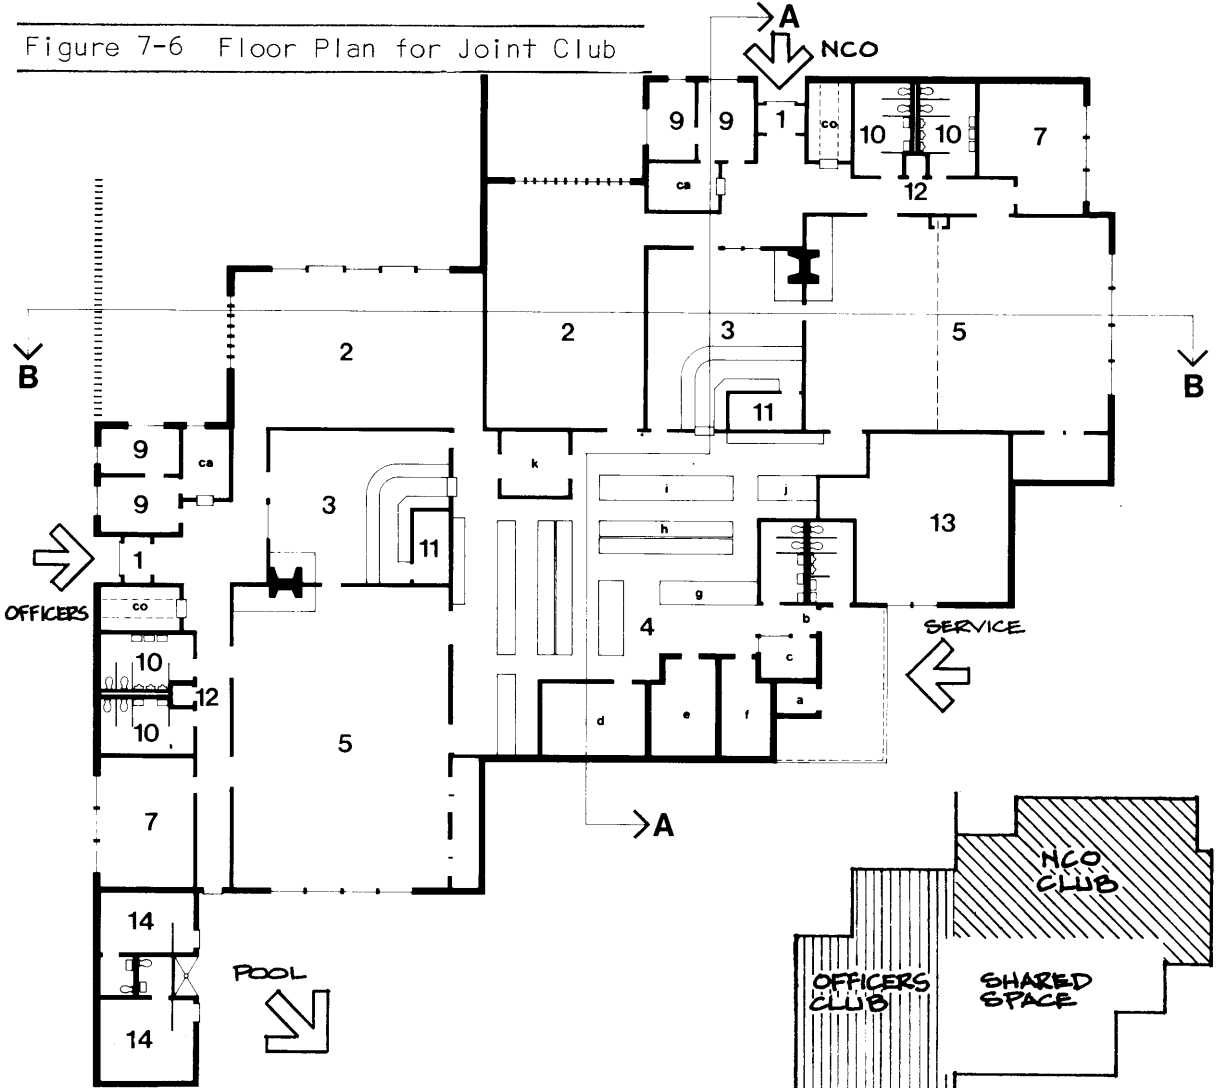 Figure 7-6 Floor Plan for Joint Club
A
NCO
9 9 1 co 10 10 7
ca
12
2 2 3 5
B
B
11
9
ca
k
9
3
i j
h
13
1
11
OFFICERS
co
g
4
b
SERVICE
c
10
12
a
10
5
d e f
7
A
NCO
CLUB
14
POOL
OFFICERS
CLUB
SHARED
SPACE
14